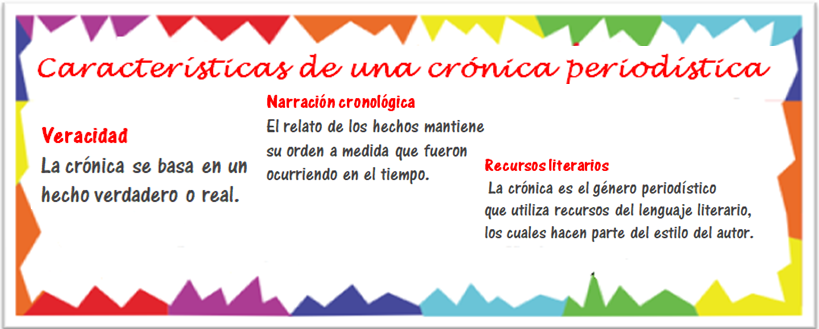 Características de una crónica periodística
Veracidad
La crónica se basa en un
hecho verdadero o real.
Narración cronológica
El relato de los hechos mantiene
su orden a medida que fueron
ocurriendo en el tiempo.
Recursos literarios
La crónica es el género periodístico
que utiliza recursos del lenguaje literario,
los cuales hacen parte del estilo del autor.